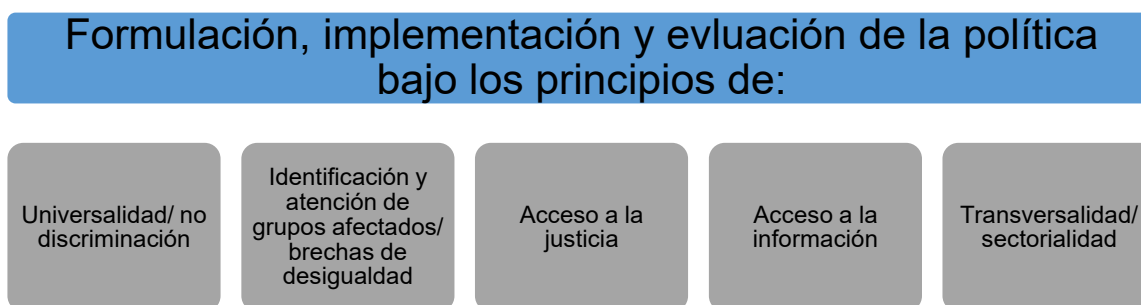 Formulación, implementación y evluación de la política
bajo los principios de:
Universalidad/ no
discriminación
Identificación y
atención de
grupos afectados/
brechas de
desigualdad
Acceso a la
justicia
Acceso a la
información
Transversalidad/
sectorialidad